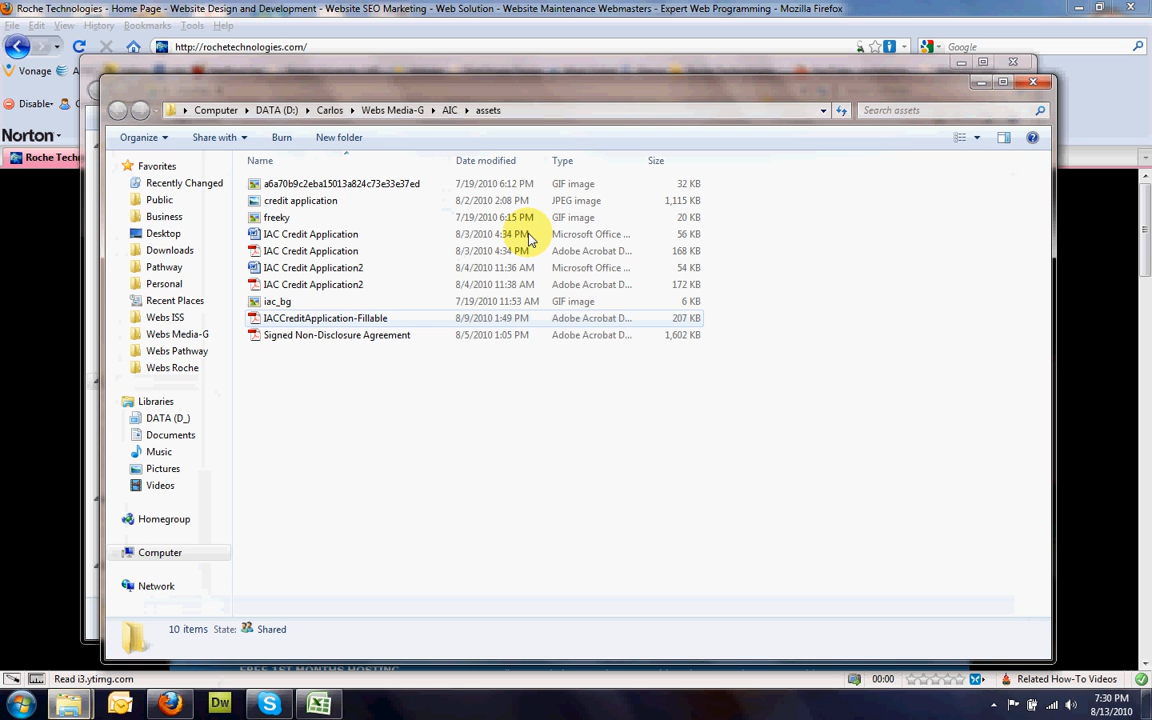 Roche Technologies - Home Page - Website Design and Development - Website SEO Marketing - Web Solution - Website Maintenance Webmasters - Expert Web Programming - Mozilla Firefox
File Edit View History Bookmarks Tools Help
http://rochetechnologies.com/
Google
Vonage
Disable
Norton
Roche Tech
Computer DATA (D:) Carlos Webs Media-G AIC assets
Search assets
Organize Share with Burn New folder
Favorites
Recently Changed
Public
Business
Desktop
Downloads
Pathway
Personal
Recent Places
Webs ISS
Webs Media-G
Webs Pathway
Webs Roche
Libraries
DATA (D_)
Documents
Music
Pictures
Videos
Homegroup
Computer
Network
Name Date modified Type Size
a6a70b9c2eba15013a824c73e33e37ed 7/19/2010 6:12 PM GIF image 32 KB
credit application 8/2/2010 2:08 PM JPEG image 1,115 KB
freeky 7/19/2010 6:15 PM GIF image 20 KB
IAC Credit Application 8/3/2010 4:34 PM Microsoft Office ... 56 KB
IAC Credit Application 8/3/2010 4:34 PM Adobe Acrobat D... 168 KB
IAC Credit Application2 8/4/2010 11:36 AM Microsoft Office ... 54 KB
IAC Credit Application2 8/4/2010 11:38 AM Adobe Acrobat D... 172 KB
iac_bg 7/19/2010 11:53 AM GIF image 6 KB
IACCreditApplication-Fillable 8/9/2010 1:49 PM Adobe Acrobat D... 207 KB
Signed Non-Disclosure Agreement 8/5/2010 1:05 PM Adobe Acrobat D... 1,602 KB
10 items State: Shared
FREE 1ST MONTHS HOSTING
Read i3.ytimg.com
00:00
Related How-To Videos
Dw
7:30 PM
8/13/2010